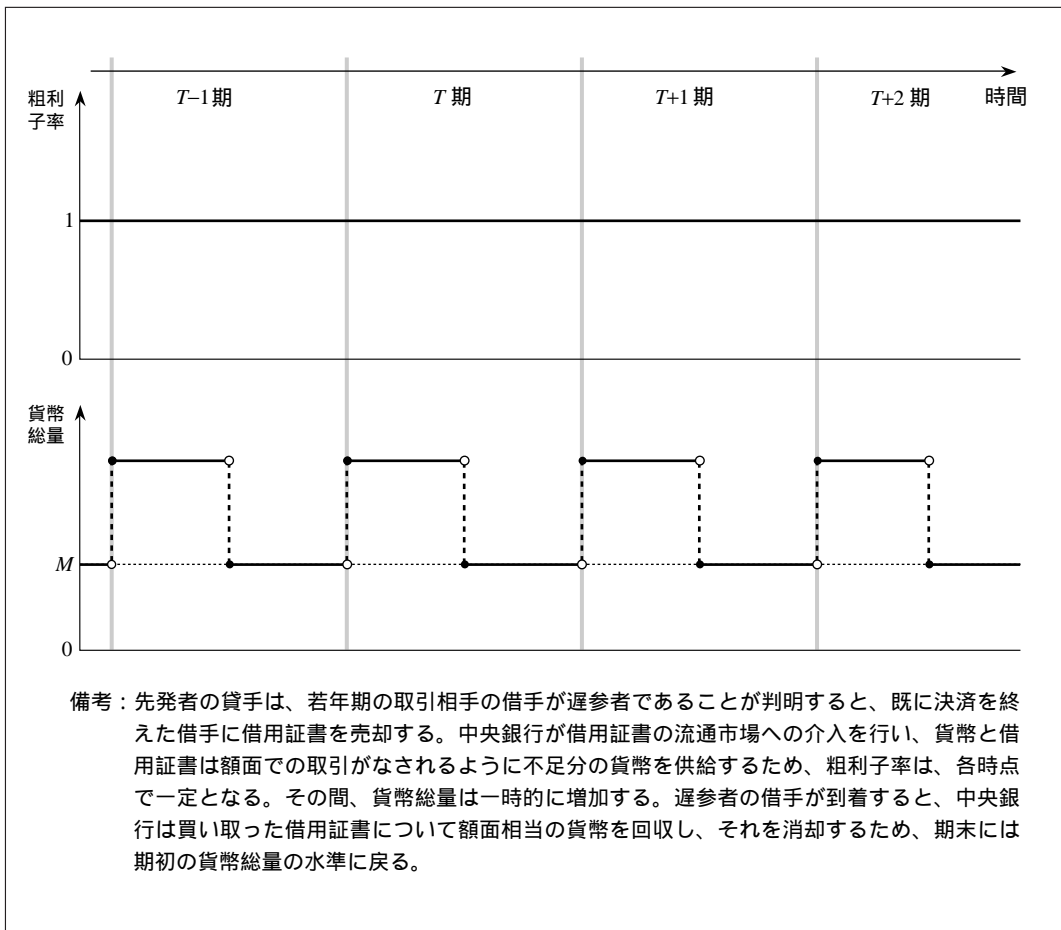 T−1 期
T 期
T+1 期
T+2 期
時間
粗利
子率
1
0
貨幣
総量
M
0
備考：先発者の貸手は、若年期の取引相手の借手が遅参者であることが判明すると、既に決済を終
えた借手に借用証書を売却する。中央銀行が借用証書の流通市場への介入を行い、貨幣と借
用証書は額面での取引がなされるように不足分の貨幣を供給するため、粗利子率は、各時点
で一定となる。その間、貨幣総量は一時的に増加する。遅参者の借手が到着すると、中央銀
行は買い取った借用証書について額面相当の貨幣を回収し、それを消却するため、期末には
期初の貨幣総量の水準に戻る。